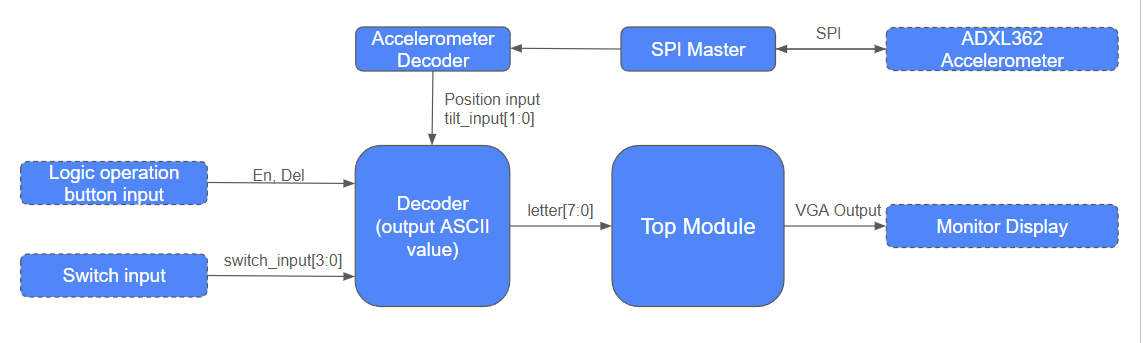 Accelerometer
Decoder
SPI Master
SPI
ADXL362
Accelerometer
Position input
tilt_input[1:0]
Logic operation
button input
En, Del
Decoder
(output ASCII
value)
letter[7:0]
Top Module
VGA Output
Monitor Display
Switch input
switch_input[3:0]